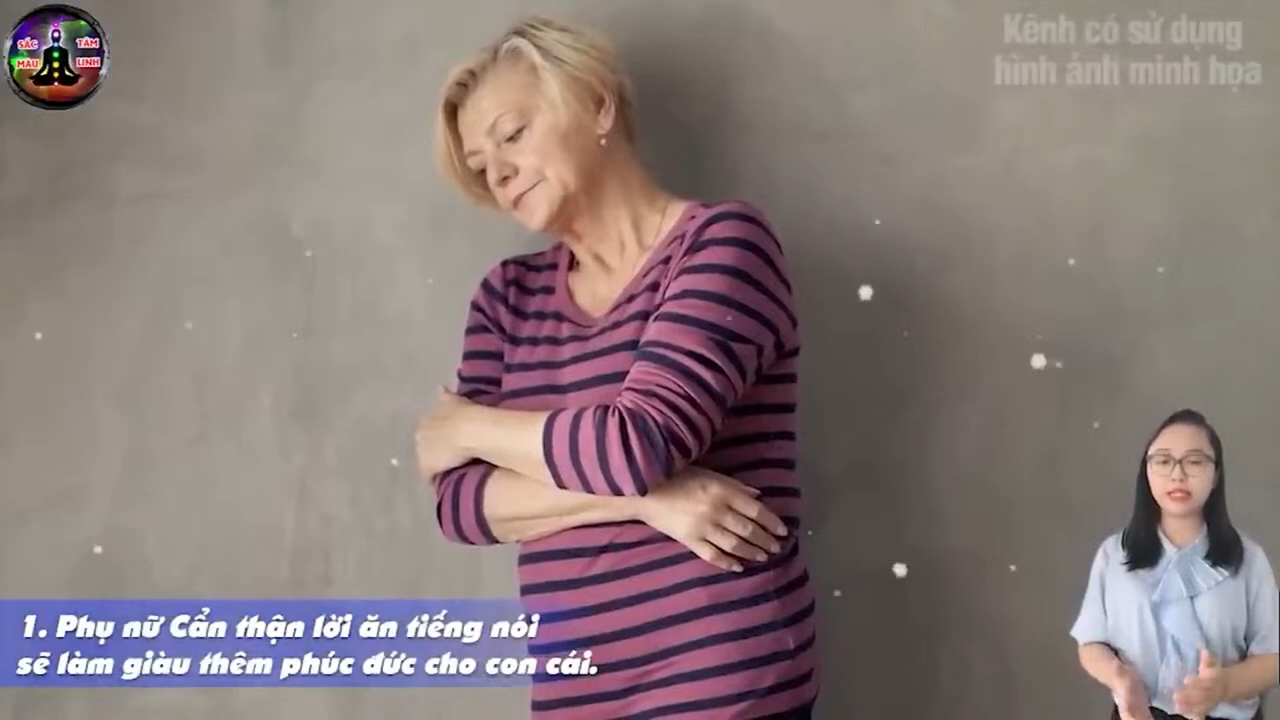 SẮC TÂM
MÀU LINH
Kênh có sử dụng
hình ảnh minh họa
1. Phụ nữ Cẩn thận lời ăn tiếng nói
sẽ làm giàu thêm phúc đức cho con cái.